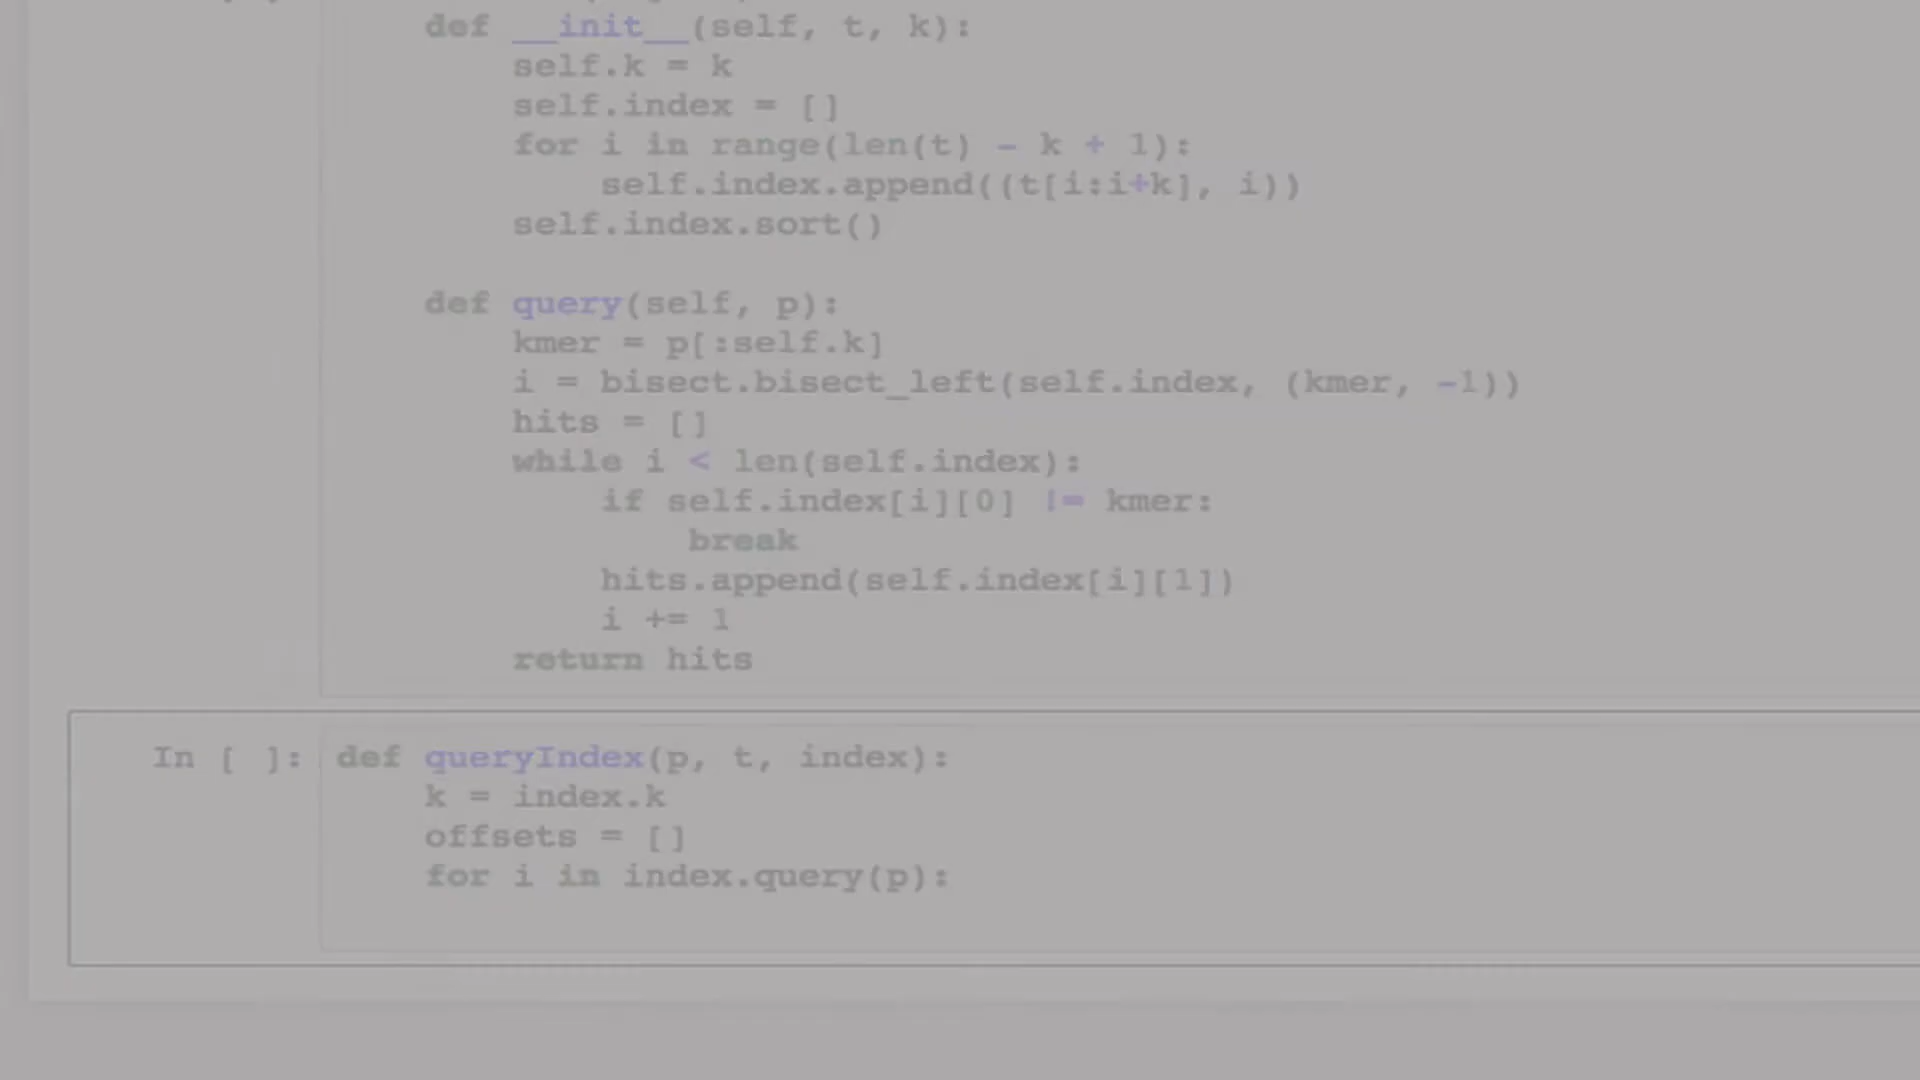 def __init__(self, t, k):
self.k = k
self.index = []
for i in range(len(t) - k + 1):
self.index.append((t[i:i+k], i))
self.index.sort()
def query(self, p):
kmer = p[:self.k]
i = bisect.bisect_left(self.index, (kmer, -1))
hits = []
while i < len(self.index):
if self.index[i][0] != kmer:
break
hits.append(self.index[i][1])
i += 1
return hits
In [ ]: def queryIndex(p, t, index):
k = index.k
offsets = []
for i in index.query(p):